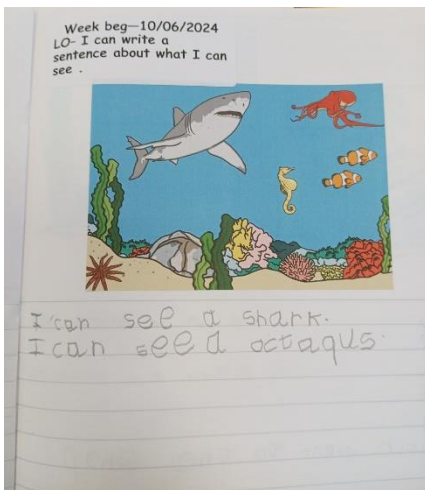 Week beg—10/06/2024
LO- I can write a
sentence about what I can
see .
I can see a shark.
I can see a octaqus.